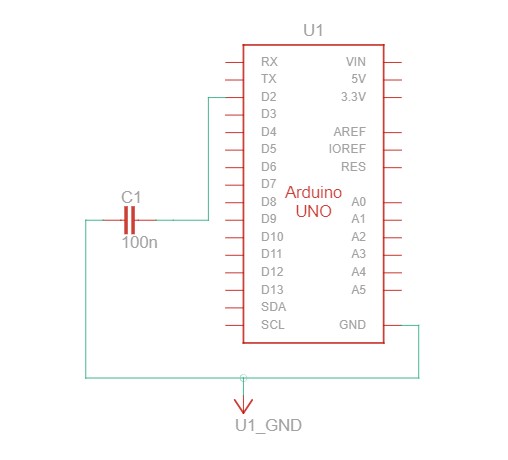 U1
RX VIN
TX 5V
D2 3.3V
D3
D4 AREF
D5 IOREF
D6 RES
D7
Arduino
UNO
D8 A0
D9 A1
D10 A2
D11 A3
D12 A4
D13 A5
SDA
SCL GND
C1
100n
U1_GND